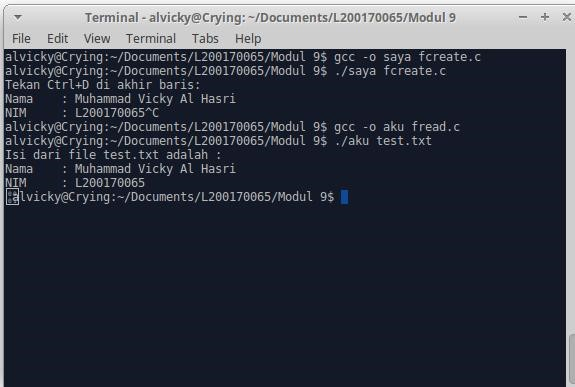 Terminal - alvicky@Crying: ~/Documents/L200170065/Modul 9
File Edit View Terminal Tabs Help
alvicky@Crying:~/Documents/L200170065/Modul 9$ gcc -o saya fcreate.c
alvicky@Crying:~/Documents/L200170065/Modul 9$ ./saya fcreate.c
Tekan Ctrl+D di akhir baris:
Nama    : Muhammad Vicky Al Hasri
NIM     : L200170065^C
alvicky@Crying:~/Documents/L200170065/Modul 9$ gcc -o aku fread.c
alvicky@Crying:~/Documents/L200170065/Modul 9$ ./aku test.txt
Isi dari file test.txt adalah :
Nama    : Muhammad Vicky Al Hasri
NIM     : L200170065
alvicky@Crying:~/Documents/L200170065/Modul 9$